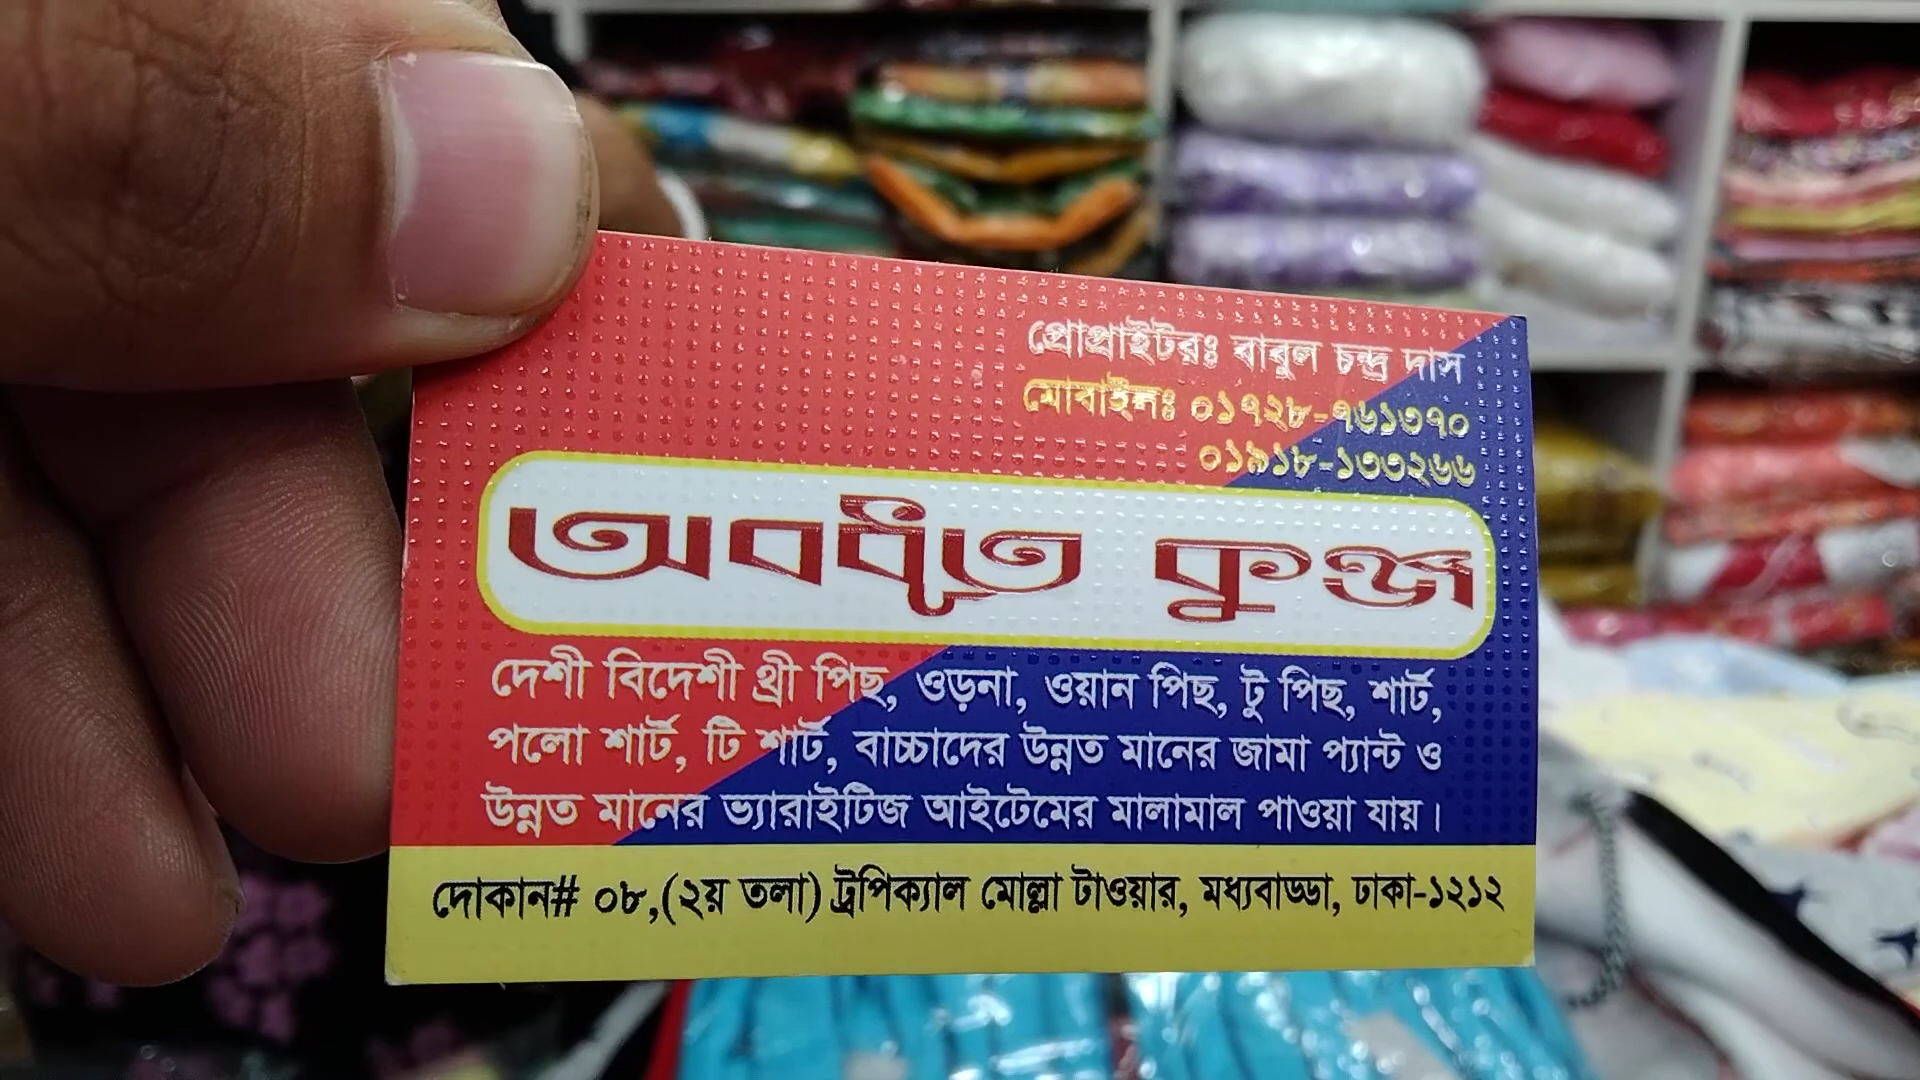 প্রোপ্রাইটরঃ বাবুল চন্দ্র দাস
মোবাইলঃ ০১৭২৮-৭৬১৩৭০
০১৯১৮-১৩৩২৬৬
অবধূত কুঞ্জ
দেশী বিদেশী থ্রী পিছ, ওড়না, ওয়ান পিছ, টু পিছ, শার্ট,
পলো শার্ট, টি শার্ট, বাচ্চাদের উন্নত মানের জামা প্যান্ট ও
উন্নত মানের ভ্যারাইটিজ আইটেমের মালামাল পাওয়া যায়।
দোকান# ০৮,(২য় তলা) ট্রপিক্যাল মোল্লা টাওয়ার, মধ্যবাড্ডা, ঢাকা-১২১২